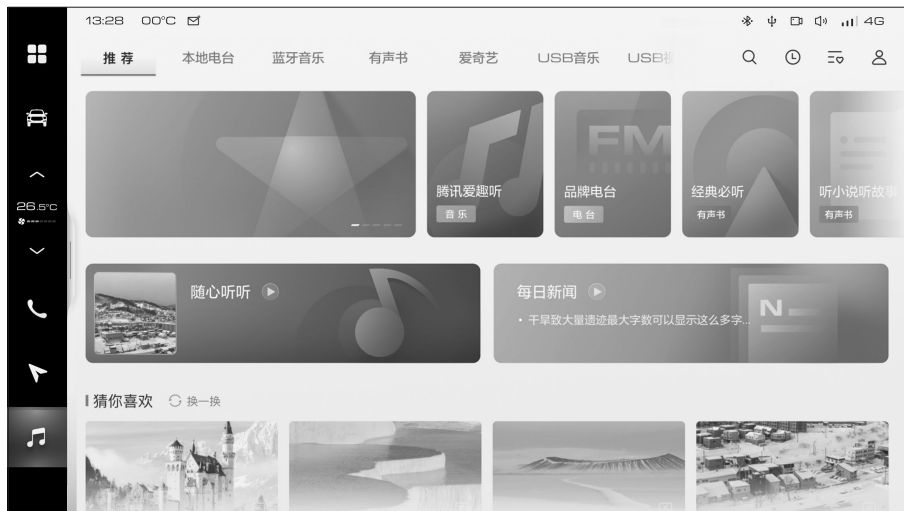 13:28 00°C 4G
推荐 本地电台 蓝牙音乐 有声书 爱奇艺 USB音乐 USB
26.5°C
FM
腾讯爱趣听 品牌电台 经典必听 听小说听故事
音乐 电台 有声书 有声书
随心听听
每日新闻
• 干旱致大量遗迹最大字数可以显示这么多字...
N
猜你喜欢 换一换